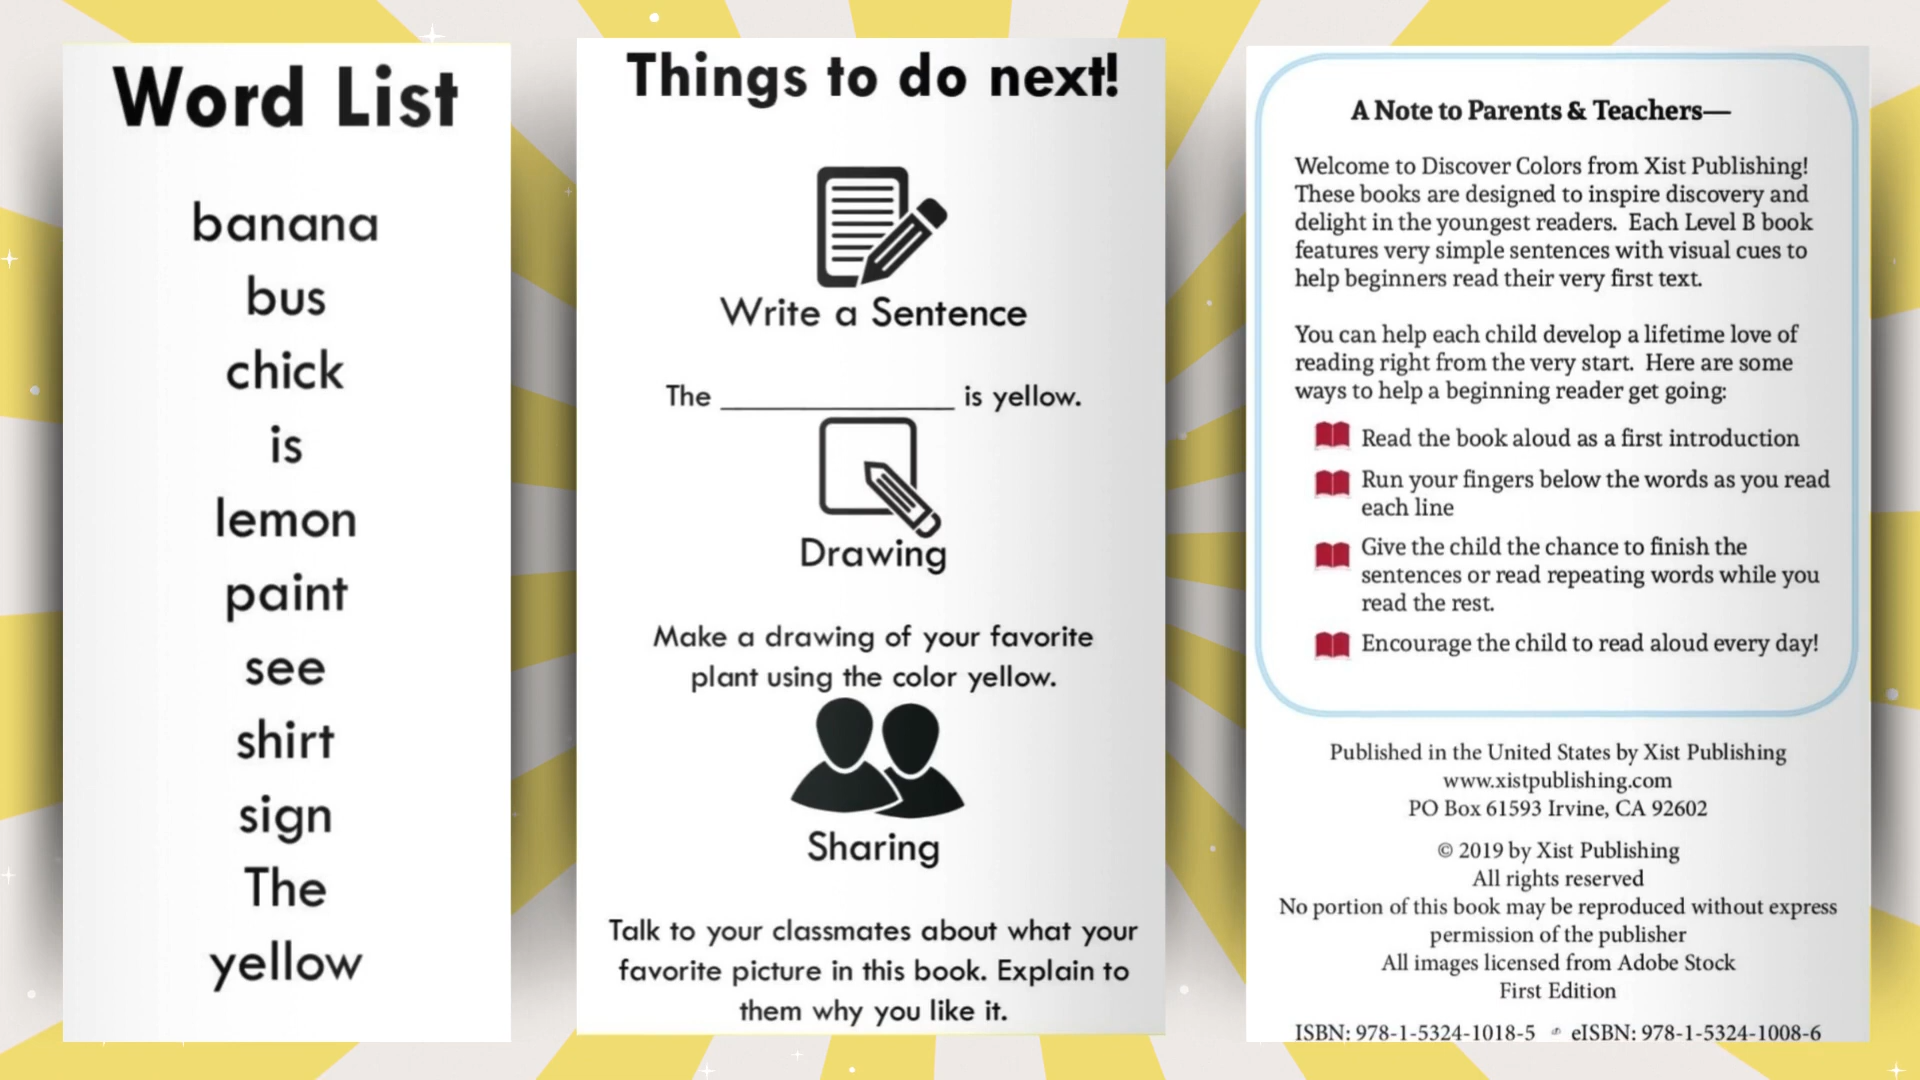 Word List
banana
bus
chick
is
lemon
paint
see
shirt
sign
The
yellow
Things to do next!
Write a Sentence
The ________________ is yellow.
Drawing
Make a drawing of your favorite
plant using the color yellow.
Sharing
Talk to your classmates about what your
favorite picture in this book. Explain to
them why you like it.
A Note to Parents & Teachers—
Welcome to Discover Colors from Xist Publishing!
These books are designed to inspire discovery and
delight in the youngest readers. Each Level B book
features very simple sentences with visual cues to
help beginners read their very first text.
You can help each child develop a lifetime love of
reading right from the very start. Here are some
ways to help a beginning reader get going:
Read the book aloud as a first introduction
Run your fingers below the words as you read
each line
Give the child the chance to finish the
sentences or read repeating words while you
read the rest.
Encourage the child to read aloud every day!
Published in the United States by Xist Publishing
www.xistpublishing.com
PO Box 61593 Irvine, CA 92602
© 2019 by Xist Publishing
All rights reserved
No portion of this book may be reproduced without express
permission of the publisher
All images licensed from Adobe Stock
First Edition
ISBN: 978-1-5324-1018-5 eISBN: 978-1-5324-1008-6